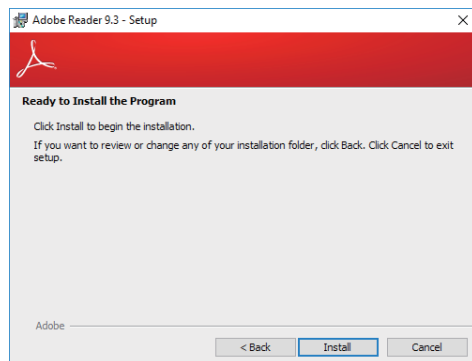 Adobe Reader 9.3 - Setup
Ready to Install the Program
Click Install to begin the installation.
If you want to review or change any of your installation folder, click Back. Click Cancel to exit
setup.
Adobe
< Back Install Cancel